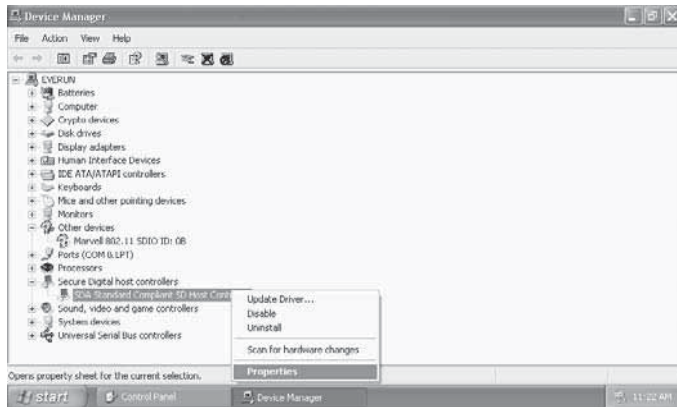 Device Manager
File Action View Help
EVERUN
Batteries
Computer
Crypto devices
Disk drives
Display adapters
Human Interface Devices
IDE ATA/ATAPI controllers
Keyboards
Mice and other pointing devices
Monitors
Other devices
Marvell 802.11 SDIO ID: 0B
Ports (COM & LPT)
Processors
Secure Digital host controllers
SDA Standard Compliant SD Host Cont
Update Driver...
Disable
Sound, video and game controllers
Uninstall
System devices
Universal Serial Bus controllers
Scan for hardware changes
Properties
Opens property sheet for the current selection.
start Control Panel Device Manager 11:22 AM